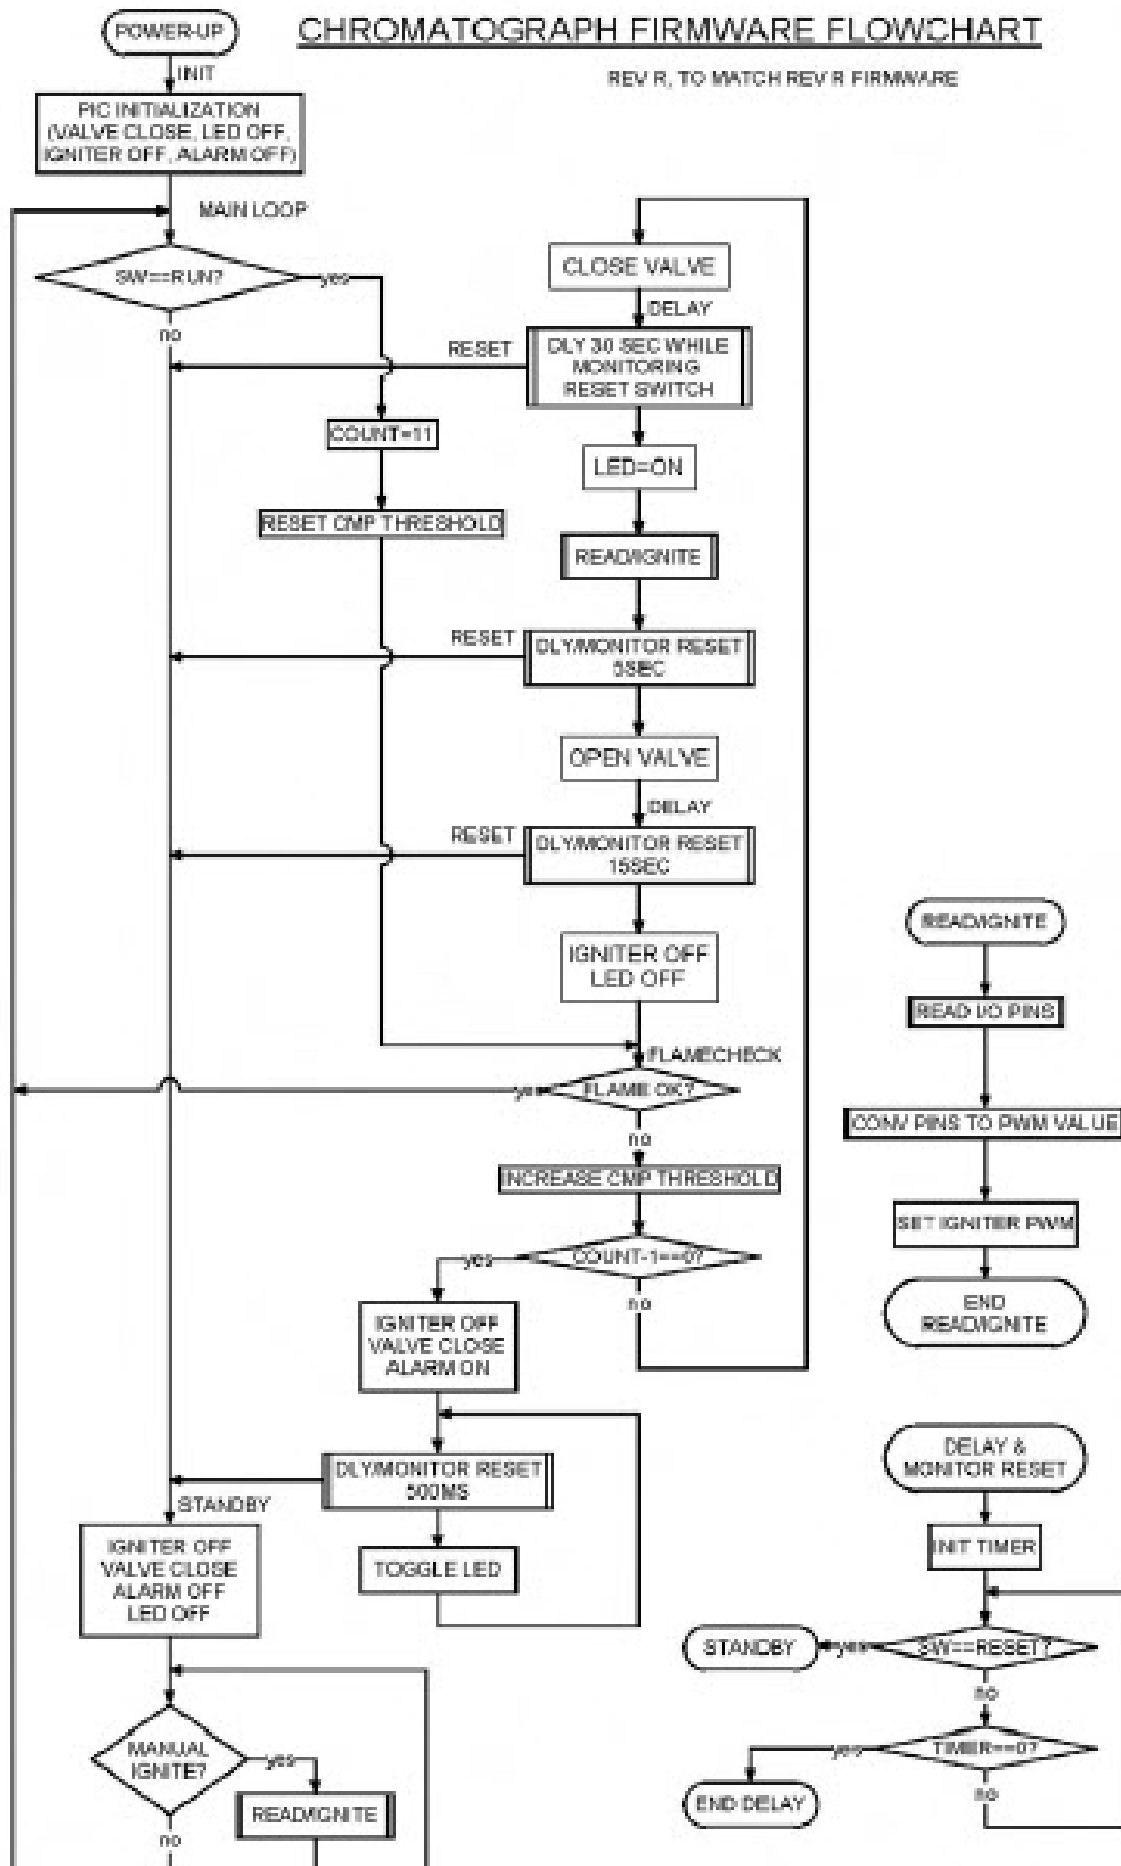 CHROMATOGRAPH FIRMWARE FLOWCHART
REV R, TO MATCH REV R FIRMWARE
POWER-UP
INIT
PIC INITIALIZATION
(VALVE CLOSE, LED OFF,
IGNITER OFF, ALARM OFF)
MAIN LOOP
SW==RUN?
yes
no
COUNT=11
RESET CMP THRESHOLD
CLOSE VALVE
DELAY
RESET
DLY 30 SEC WHILE
MONITORING
RESET SWITCH
LED=ON
READ/IGNITE
RESET
DLY/MONITOR RESET
5SEC
OPEN VALVE
DELAY
RESET
DLY/MONITOR RESET
15SEC
IGNITER OFF
LED OFF
FLAMECHECK
FLAME OK?
yes
no
INCREASE CMP THRESHOLD
COUNT-1==0?
yes
no
IGNITER OFF
VALVE CLOSE
ALARM ON
DLY/MONITOR RESET
500MS
TOGGLE LED
STANDBY
IGNITER OFF
VALVE CLOSE
ALARM OFF
LED OFF
MANUAL
IGNITE?
yes
READ/IGNITE
no
READ/IGNITE
READ I/O PINS
CONV PINS TO PWM VALUE
SET IGNITER PWM
END
READ/IGNITE
DELAY &
MONITOR RESET
INIT TIMER
SW==RESET?
yes
STANDBY
no
TIMER==0?
yes
END DELAY
no